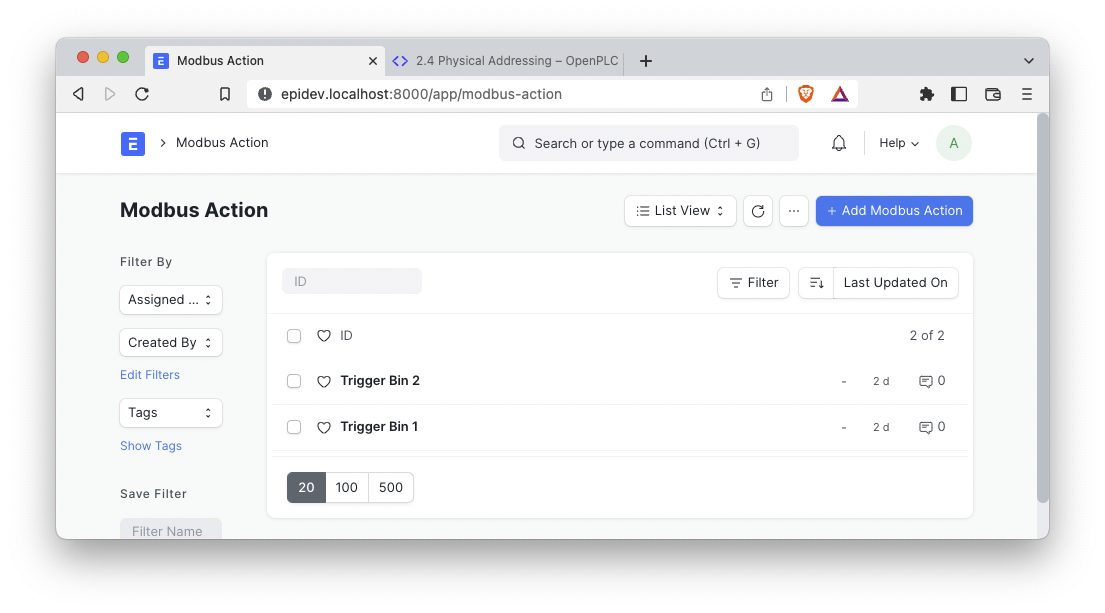 E Modbus Action
2.4 Physical Addressing – OpenPLC
epidev.localhost:8000/app/modbus-action
E Modbus Action
Search or type a command (Ctrl + G)
Help
A
Modbus Action
List View
Add Modbus Action
Filter By
Assigned ...
Created By
Edit Filters
Tags
Show Tags
Save Filter
Filter Name
ID
Filter
Last Updated On
ID
2 of 2
Trigger Bin 2
- 2 d 0
Trigger Bin 1
- 2 d 0
20 100 500